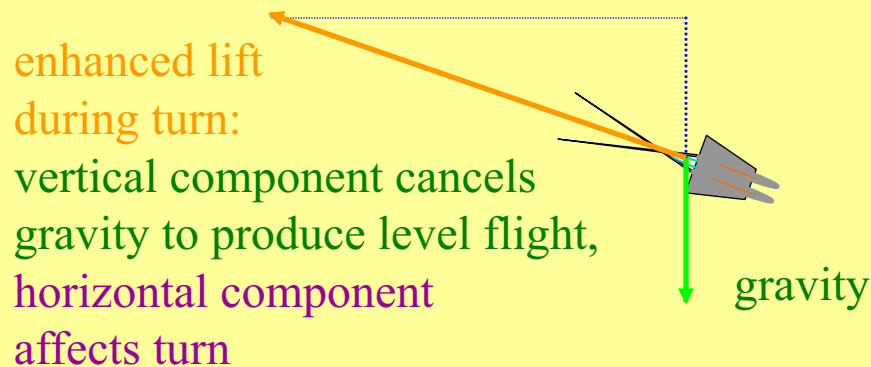 enhanced lift
during turn:
vertical component cancels
gravity to produce level flight,
horizontal component
affects turn
gravity